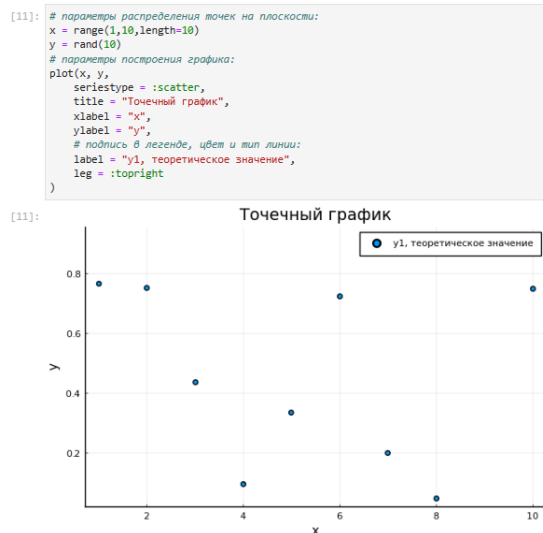 [11]: # параметры распределения точек на плоскости:
x = range(1,10,length=10)
y = rand(10)
# параметры построения графика:
plot(x, y,
seriestype = :scatter,
title = "Точечный график",
xlabel = "x",
ylabel = "y",
# подпись в легенде, цвет и тип линии:
label = "y1, теоретическое значение",
leg = :topright
)
[11]:
Точечный график
y1, теоретическое значение
0.8
0.6
y
0.4
0.2
2 4 6 8 10
x